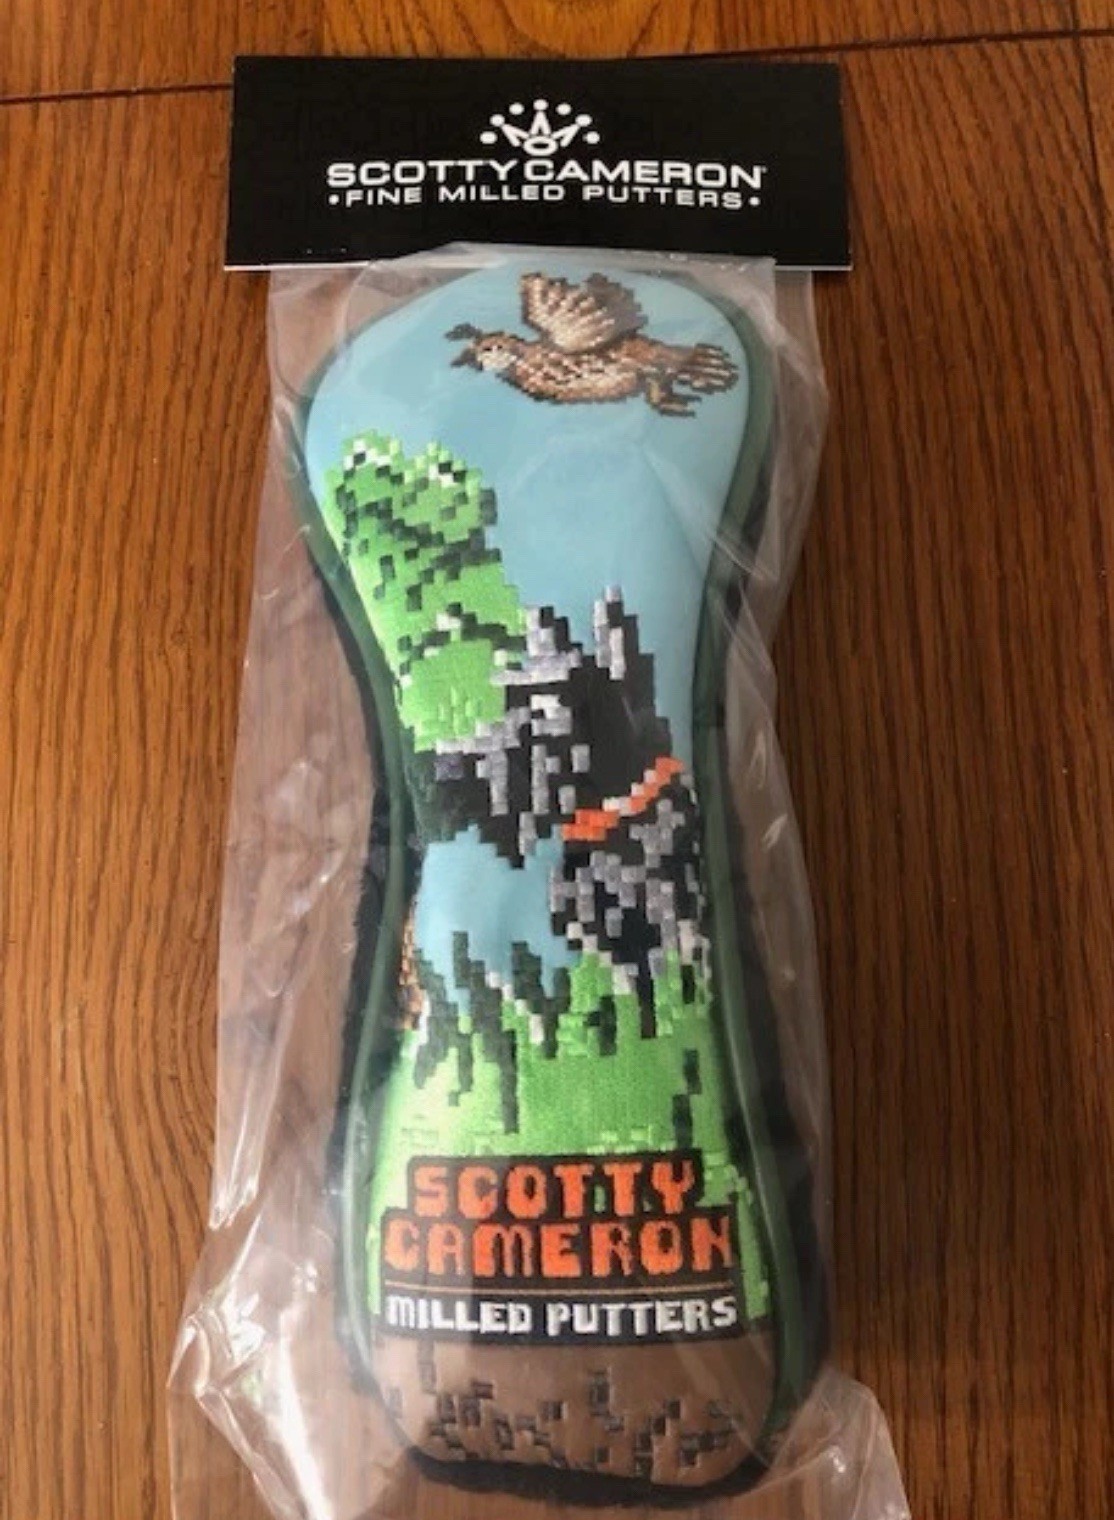 SCOTTY CAMERON
•FINE MILLED PUTTERS•
SCOTTY
CAMERON
MILLED PUTTERS